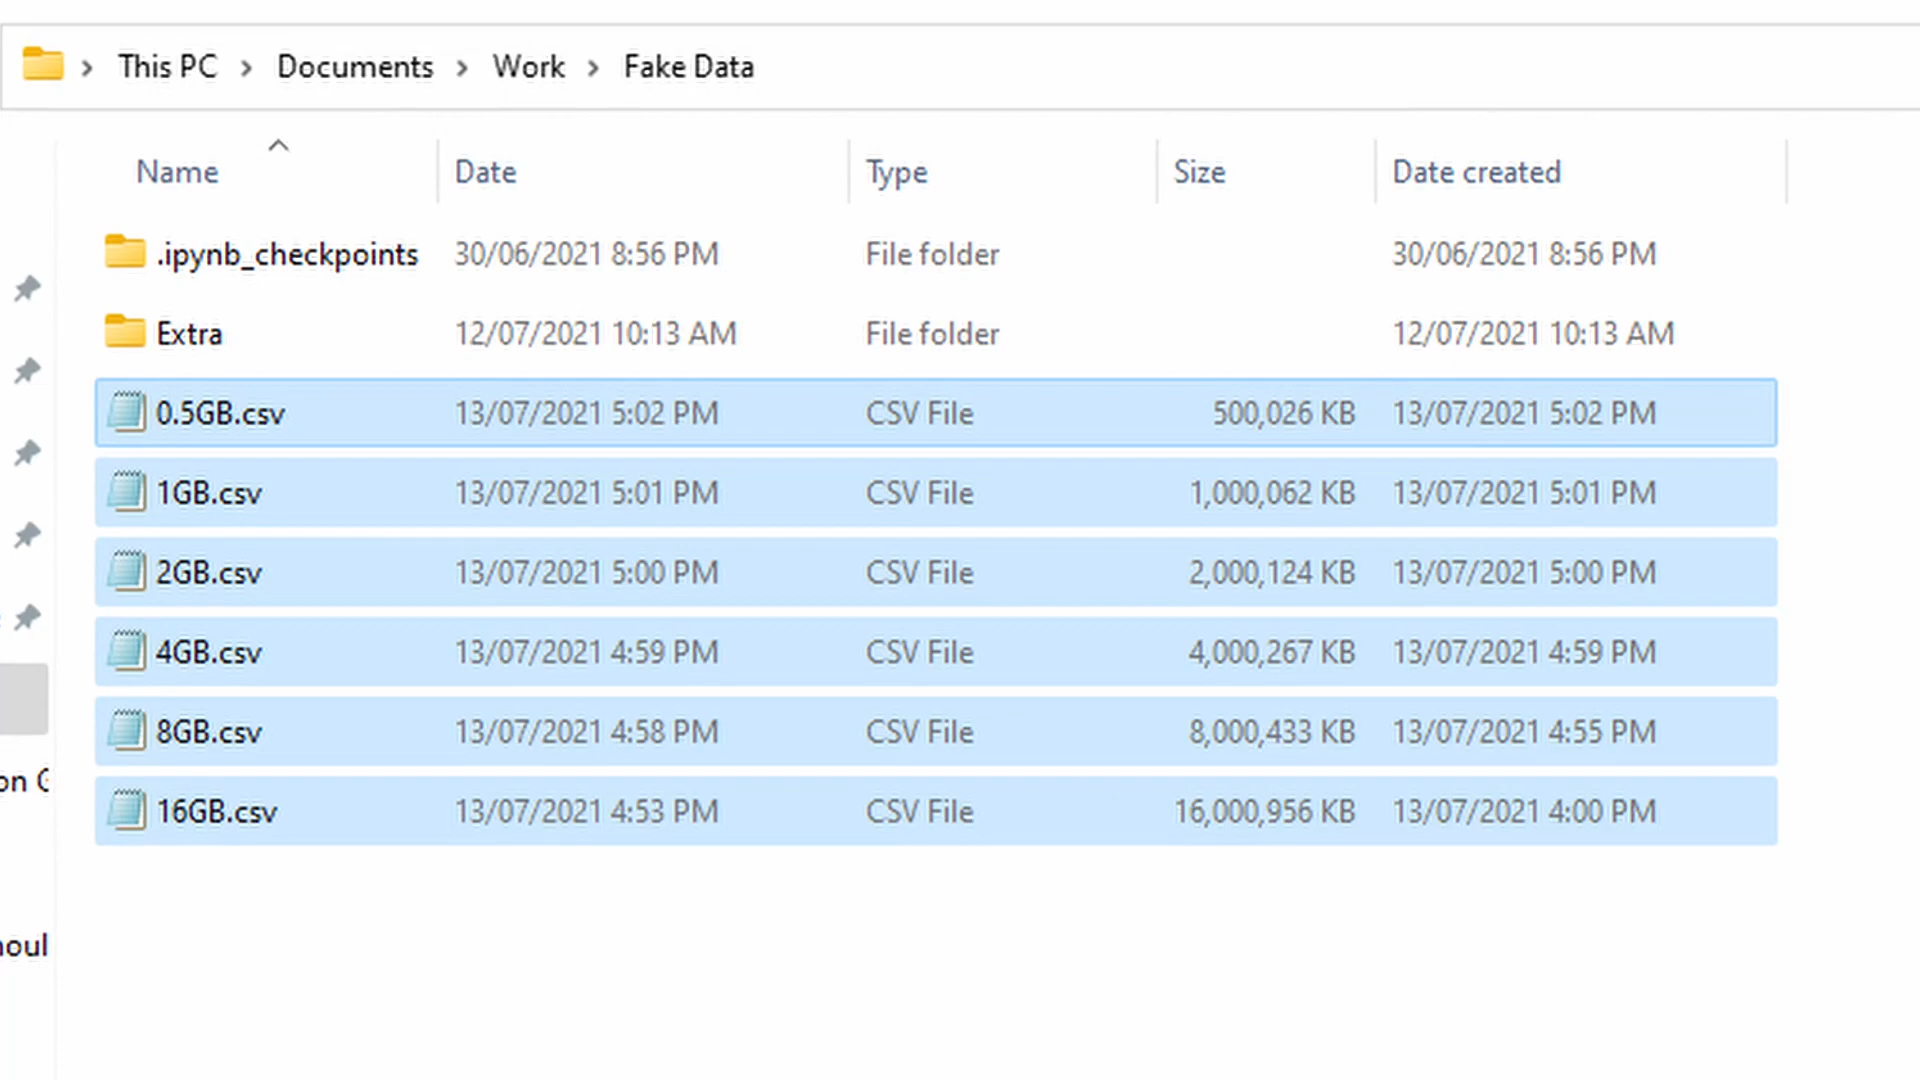 This PC > Documents > Work > Fake Data
Name Date Type Size Date created
.ipynb_checkpoints 30/06/2021 8:56 PM File folder 30/06/2021 8:56 PM
Extra 12/07/2021 10:13 AM File folder 12/07/2021 10:13 AM
0.5GB.csv 13/07/2021 5:02 PM CSV File 500,026 KB 13/07/2021 5:02 PM
1GB.csv 13/07/2021 5:01 PM CSV File 1,000,062 KB 13/07/2021 5:01 PM
2GB.csv 13/07/2021 5:00 PM CSV File 2,000,124 KB 13/07/2021 5:00 PM
4GB.csv 13/07/2021 4:59 PM CSV File 4,000,267 KB 13/07/2021 4:59 PM
8GB.csv 13/07/2021 4:58 PM CSV File 8,000,433 KB 13/07/2021 4:55 PM
16GB.csv 13/07/2021 4:53 PM CSV File 16,000,956 KB 13/07/2021 4:00 PM